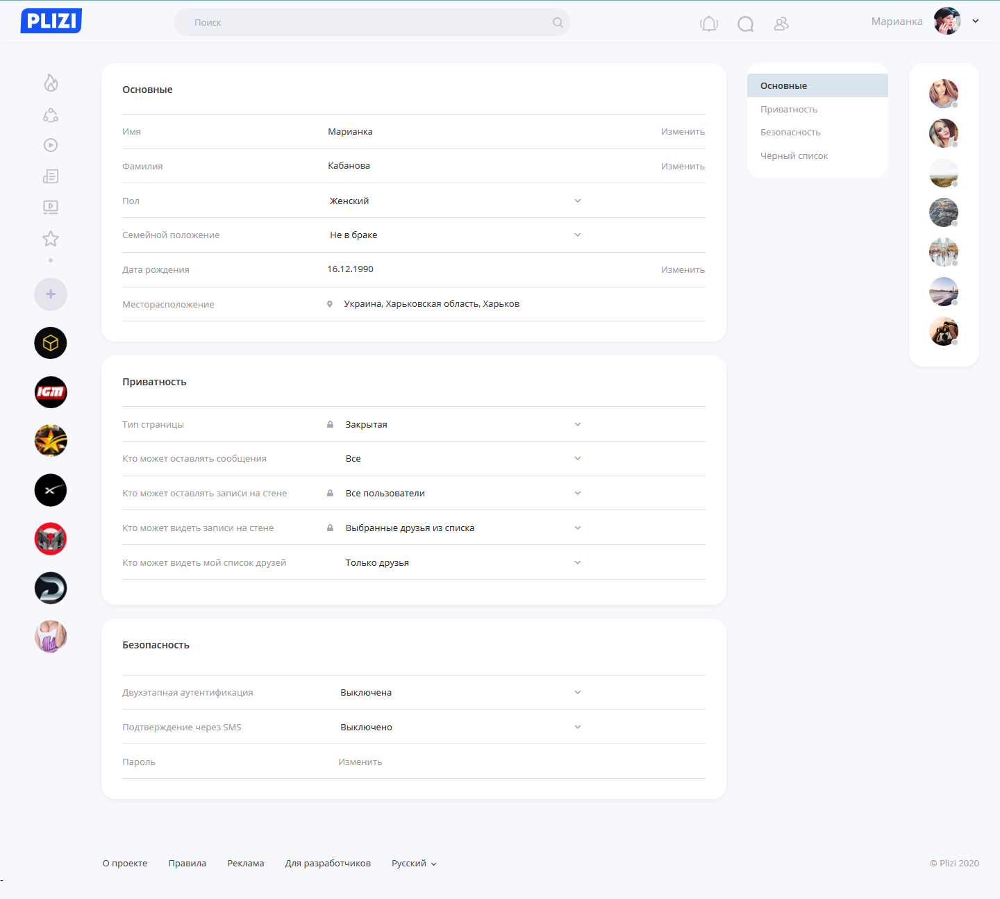 PLIZI
Поиск
Марианка
Основные
Имя Марианка Изменить
Фамилия Кабанова Изменить
Пол Женский
Семейной положение Не в браке
Дата рождения 16.12.1990 Изменить
Месторасположение Украина, Харьковская область, Харьков
Основные
Приватность
Безопасность
Чёрный список
IGM
Приватность
Тип страницы Закрытая
Кто может оставлять сообщения Все
Кто может оставлять записи на стене Все пользователи
Кто может видеть записи на стене Выбранные друзья из списка
Кто может видеть мой список друзей Только друзья
Безопасность
Двухэтапная аутентификация Выключена
Подтверждение через SMS Выключено
Пароль Изменить
О проекте Правила Реклама Для разработчиков Русский © Plizi 2020
-